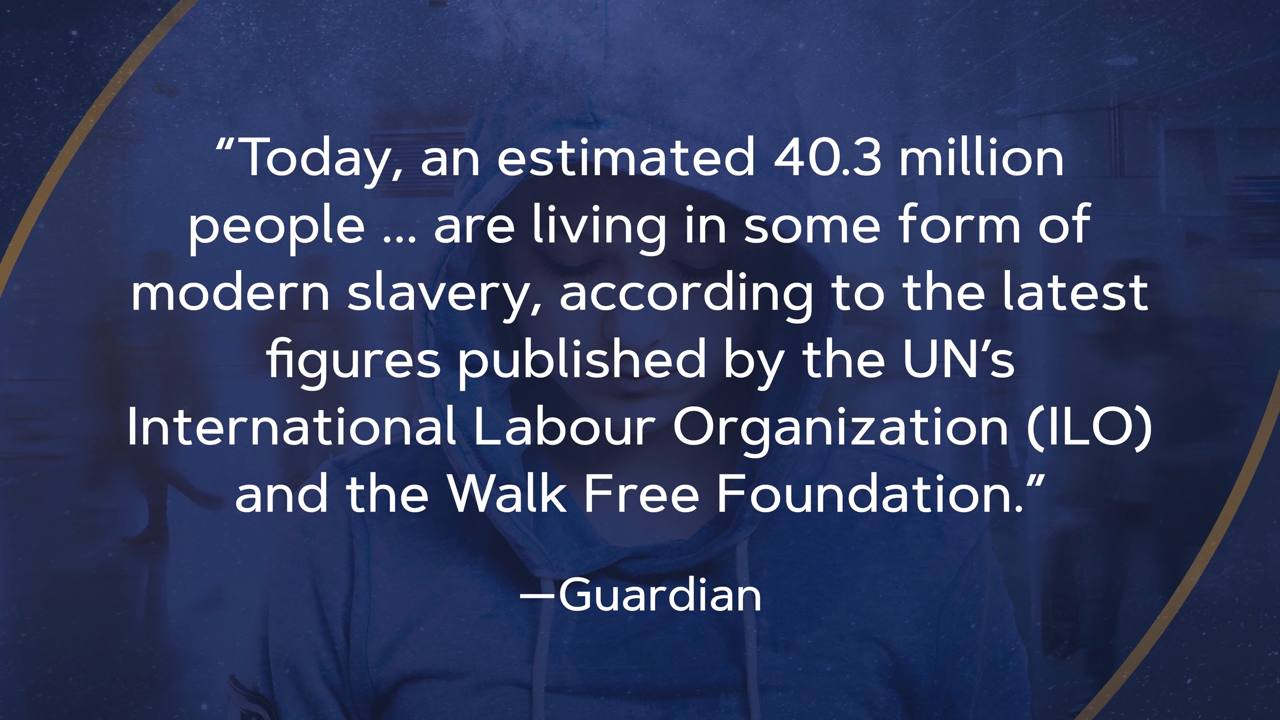 “Today, an estimated 40.3 million
people ... are living in some form of
modern slavery, according to the latest
figures published by the UN’s
International Labour Organization (ILO)
and the Walk Free Foundation.”
—Guardian